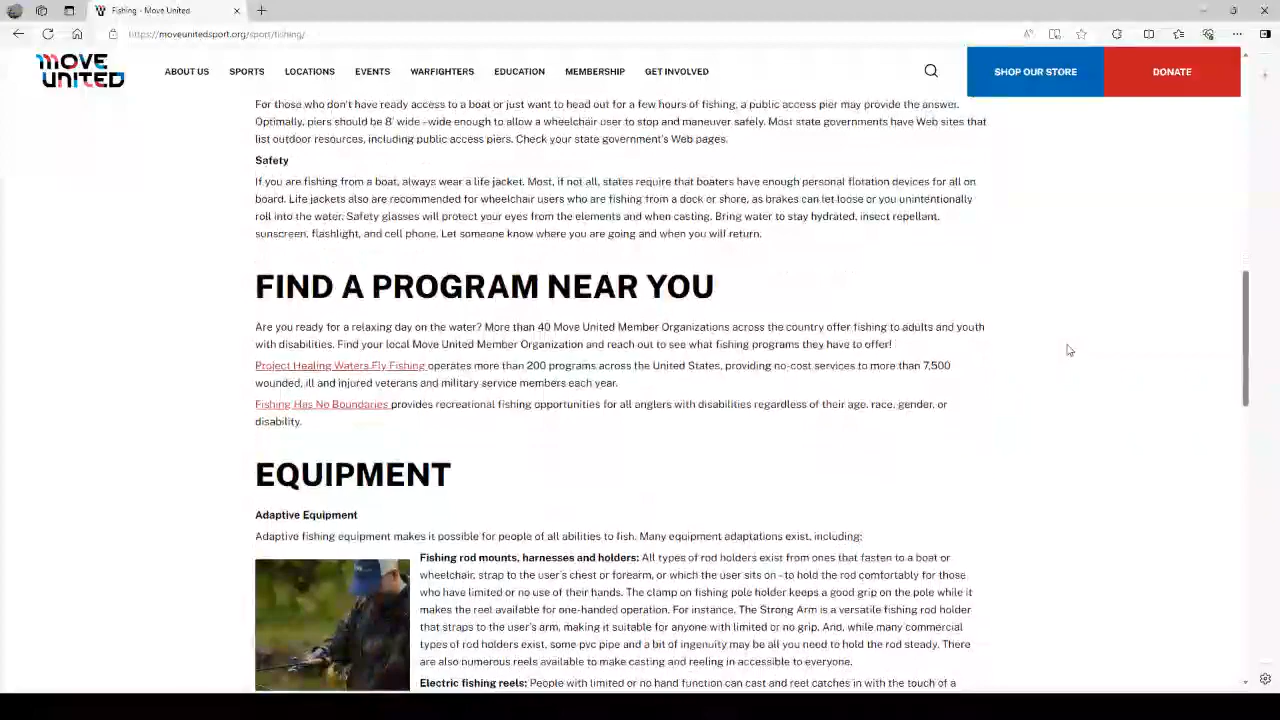 Fishing - Move United
https://moveunitedsport.org/sport/fishing/
MOVE UNITED
ABOUT US SPORTS LOCATIONS EVENTS WARFIGHTERS EDUCATION MEMBERSHIP GET INVOLVED SHOP OUR STORE DONATE
For those who don't have ready access to a boat or just want to head out for a few hours of fishing, a public access pier may provide the answer.
Optimally, piers should be 8' wide – wide enough to allow a wheelchair user to stop and maneuver safely. Most state governments have Web sites that
list outdoor resources, including public access piers. Check your state government's Web pages.
Safety
If you are fishing from a boat, always wear a life jacket. Most, if not all, states require that boaters have enough personal flotation devices for all on
board. Life jackets also are recommended for wheelchair users who are fishing from a dock or shore, as brakes can let loose or you unintentionally
roll into the water. Safety glasses will protect your eyes from the elements and when casting. Bring water to stay hydrated, insect repellant,
sunscreen, flashlight, and cell phone. Let someone know where you are going and when you will return.
FIND A PROGRAM NEAR YOU
Are you ready for a relaxing day on the water? More than 40 Move United Member Organizations across the country offer fishing to adults and youth
with disabilities. Find your local Move United Member Organization and reach out to see what fishing programs they have to offer!
Project Healing Waters Fly Fishing operates more than 200 programs across the United States, providing no-cost services to more than 7,500
wounded, ill and injured veterans and military service members each year.
Fishing Has No Boundaries provides recreational fishing opportunities for all anglers with disabilities regardless of their age, race, gender, or
disability.
EQUIPMENT
Adaptive Equipment
Adaptive fishing equipment makes it possible for people of all abilities to fish. Many equipment adaptations exist, including:
Fishing rod mounts, harnesses and holders: All types of rod holders exist from ones that fasten to a boat or
wheelchair, strap to the user's chest or forearm, or which the user sits on – to hold the rod comfortably for those
who have limited or no use of their hands. The clamp on fishing pole holder keeps a good grip on the pole while it
makes the reel available for one-handed operation. For instance, The Strong Arm is a versatile fishing rod holder
that straps to the user's arm, making it suitable for anyone with limited or no grip. And, while many commercial
types of rod holders exist, some pvc pipe and a bit of ingenuity may be all you need to hold the rod steady. There
are also numerous reels available to make casting and reeling in accessible to everyone.
Electric fishing reels: People with limited or no hand function can cast and reel catches in with the touch of a